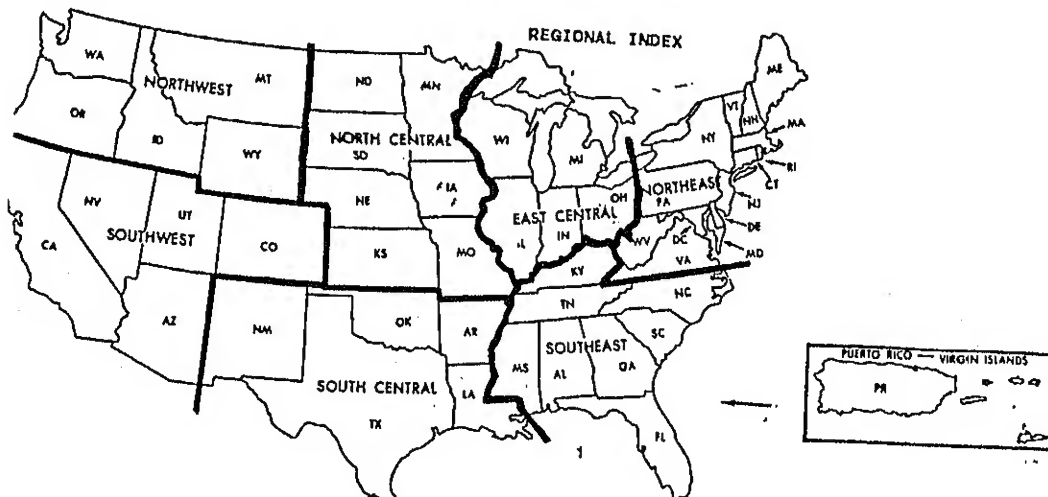 REGIONAL INDEX
WA
NORTHWEST
MT
OR
ID
WY
ND
MN
NORTH CENTRAL
SD
IA
NE
KS
MO
WI
MI
EAST CENTRAL
IL
IN
OH
ME
VT
NH
MA
NY
RI
CT
NORTHEAST
PA
NJ
DE
MD
WV
DC
VA
NV
UT
SOUTHWEST
CO
CA
AZ
NM
OK
AR
SOUTH CENTRAL
TX
LA
KY
TN
NC
SC
SOUTHEAST
MS
AL
GA
FL
1
PUERTO RICO — VIRGIN ISLANDS
PR